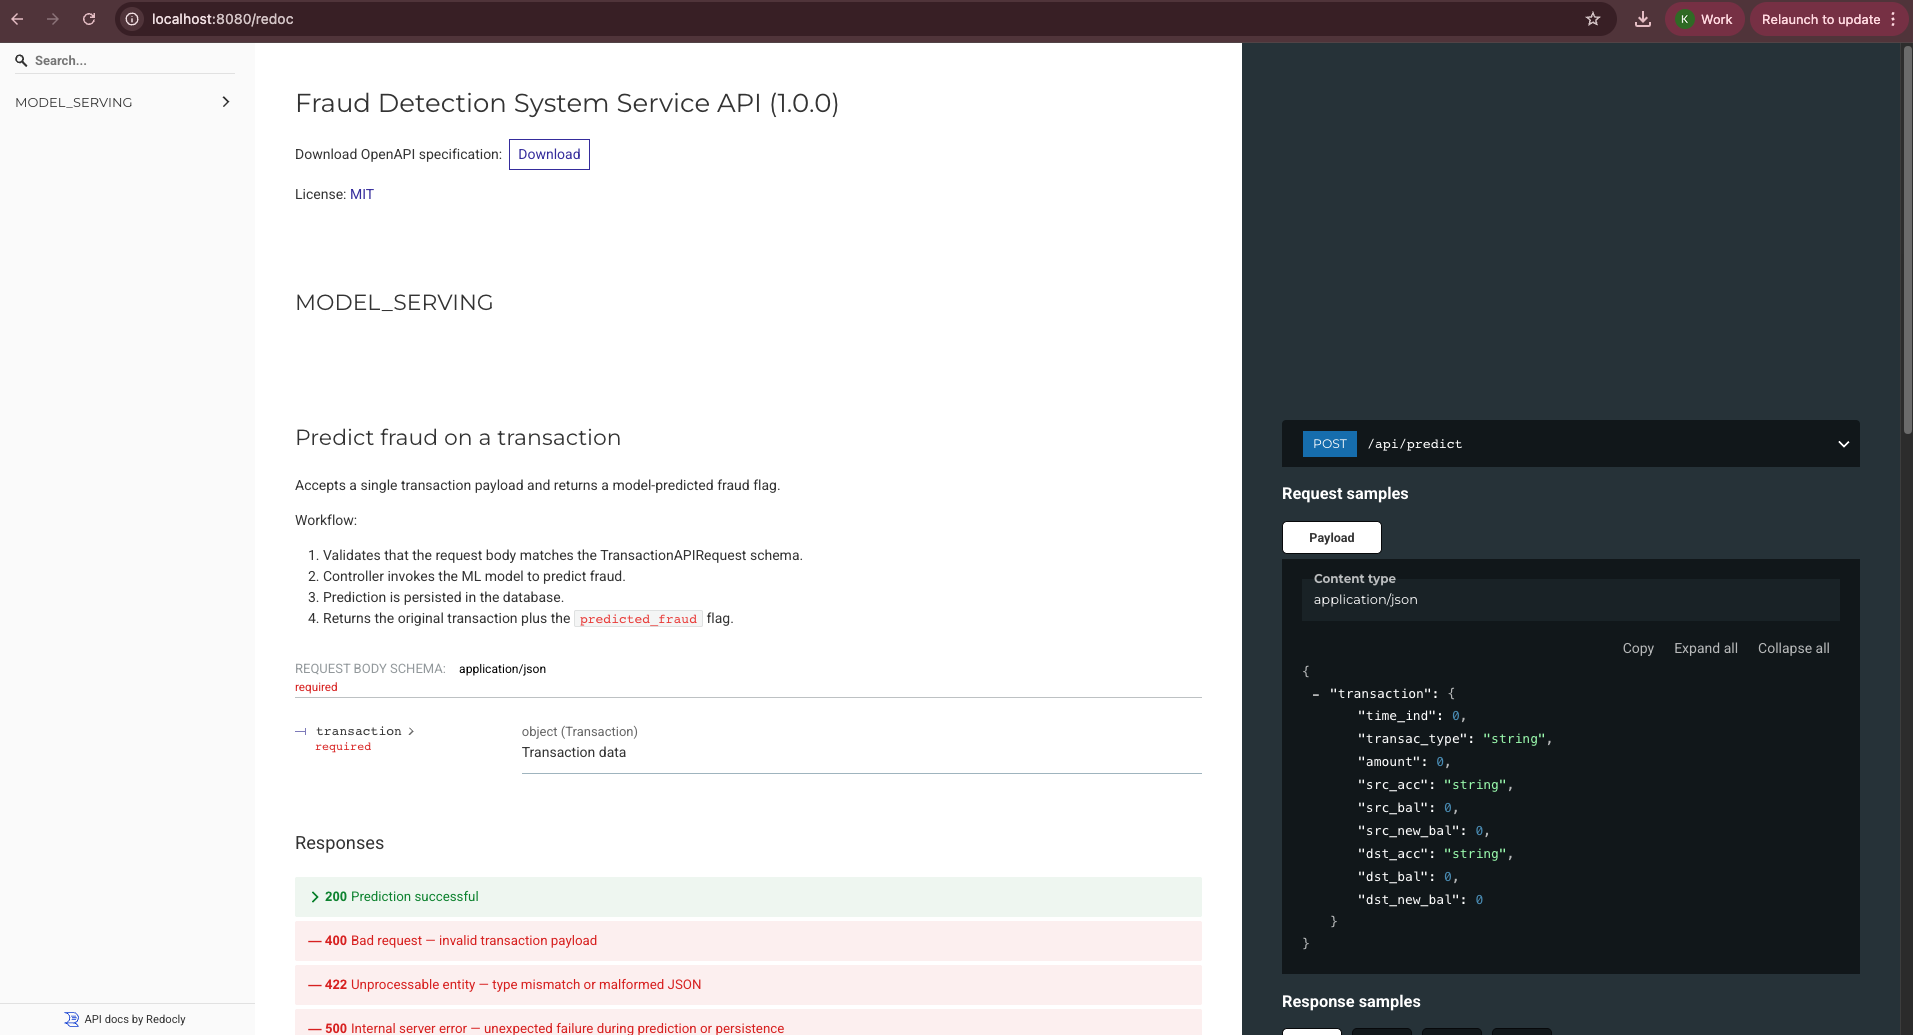 localhost:8080/redoc
K Work
Relaunch to update
Search...
MODEL_SERVING
API docs by Redocly
Fraud Detection System Service API (1.0.0)
Download OpenAPI specification: Download
License: MIT
MODEL_SERVING
Predict fraud on a transaction
Accepts a single transaction payload and returns a model-predicted fraud flag.
Workflow:
1. Validates that the request body matches the TransactionAPIRequest schema.
2. Controller invokes the ML model to predict fraud.
3. Prediction is persisted in the database.
4. Returns the original transaction plus the predicted_fraud flag.
REQUEST BODY SCHEMA: application/json
required
transaction
required
object (Transaction)
Transaction data
Responses
200 Prediction successful
— 400 Bad request — invalid transaction payload
— 422 Unprocessable entity — type mismatch or malformed JSON
— 500 Internal server error — unexpected failure during prediction or persistence
POST /api/predict
Request samples
Payload
Content type
application/json
Copy Expand all Collapse all
{
– "transaction": {
"time_ind": 0,
"transac_type": "string",
"amount": 0,
"src_acc": "string",
"src_bal": 0,
"src_new_bal": 0,
"dst_acc": "string",
"dst_bal": 0,
"dst_new_bal": 0
}
}
Response samples